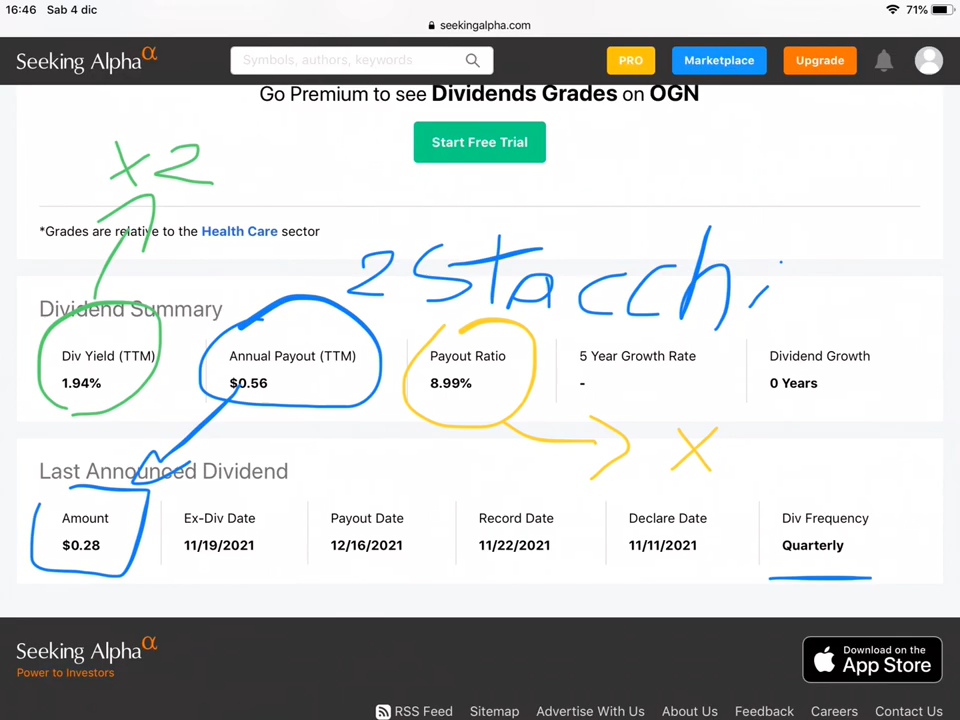 16:46 Sab 4 dic 71%
seekingalpha.com
Seeking Alpha α Symbols, authors, keywords PRO Marketplace Upgrade
Go Premium to see Dividends Grades on OGN
Start Free Trial
x2
*Grades are relative to the Health Care sector
2 Stacchi
Dividend Summary
Div Yield (TTM) Annual Payout (TTM) Payout Ratio 5 Year Growth Rate Dividend Growth
1.94% $0.56 8.99% - 0 Years
X
Last Announced Dividend
Amount Ex-Div Date Payout Date Record Date Declare Date Div Frequency
$0.28 11/19/2021 12/16/2021 11/22/2021 11/11/2021 Quarterly
Seeking Alpha α
Power to Investors
Download on the
App Store
RSS Feed Sitemap Advertise With Us About Us Feedback Careers Contact Us